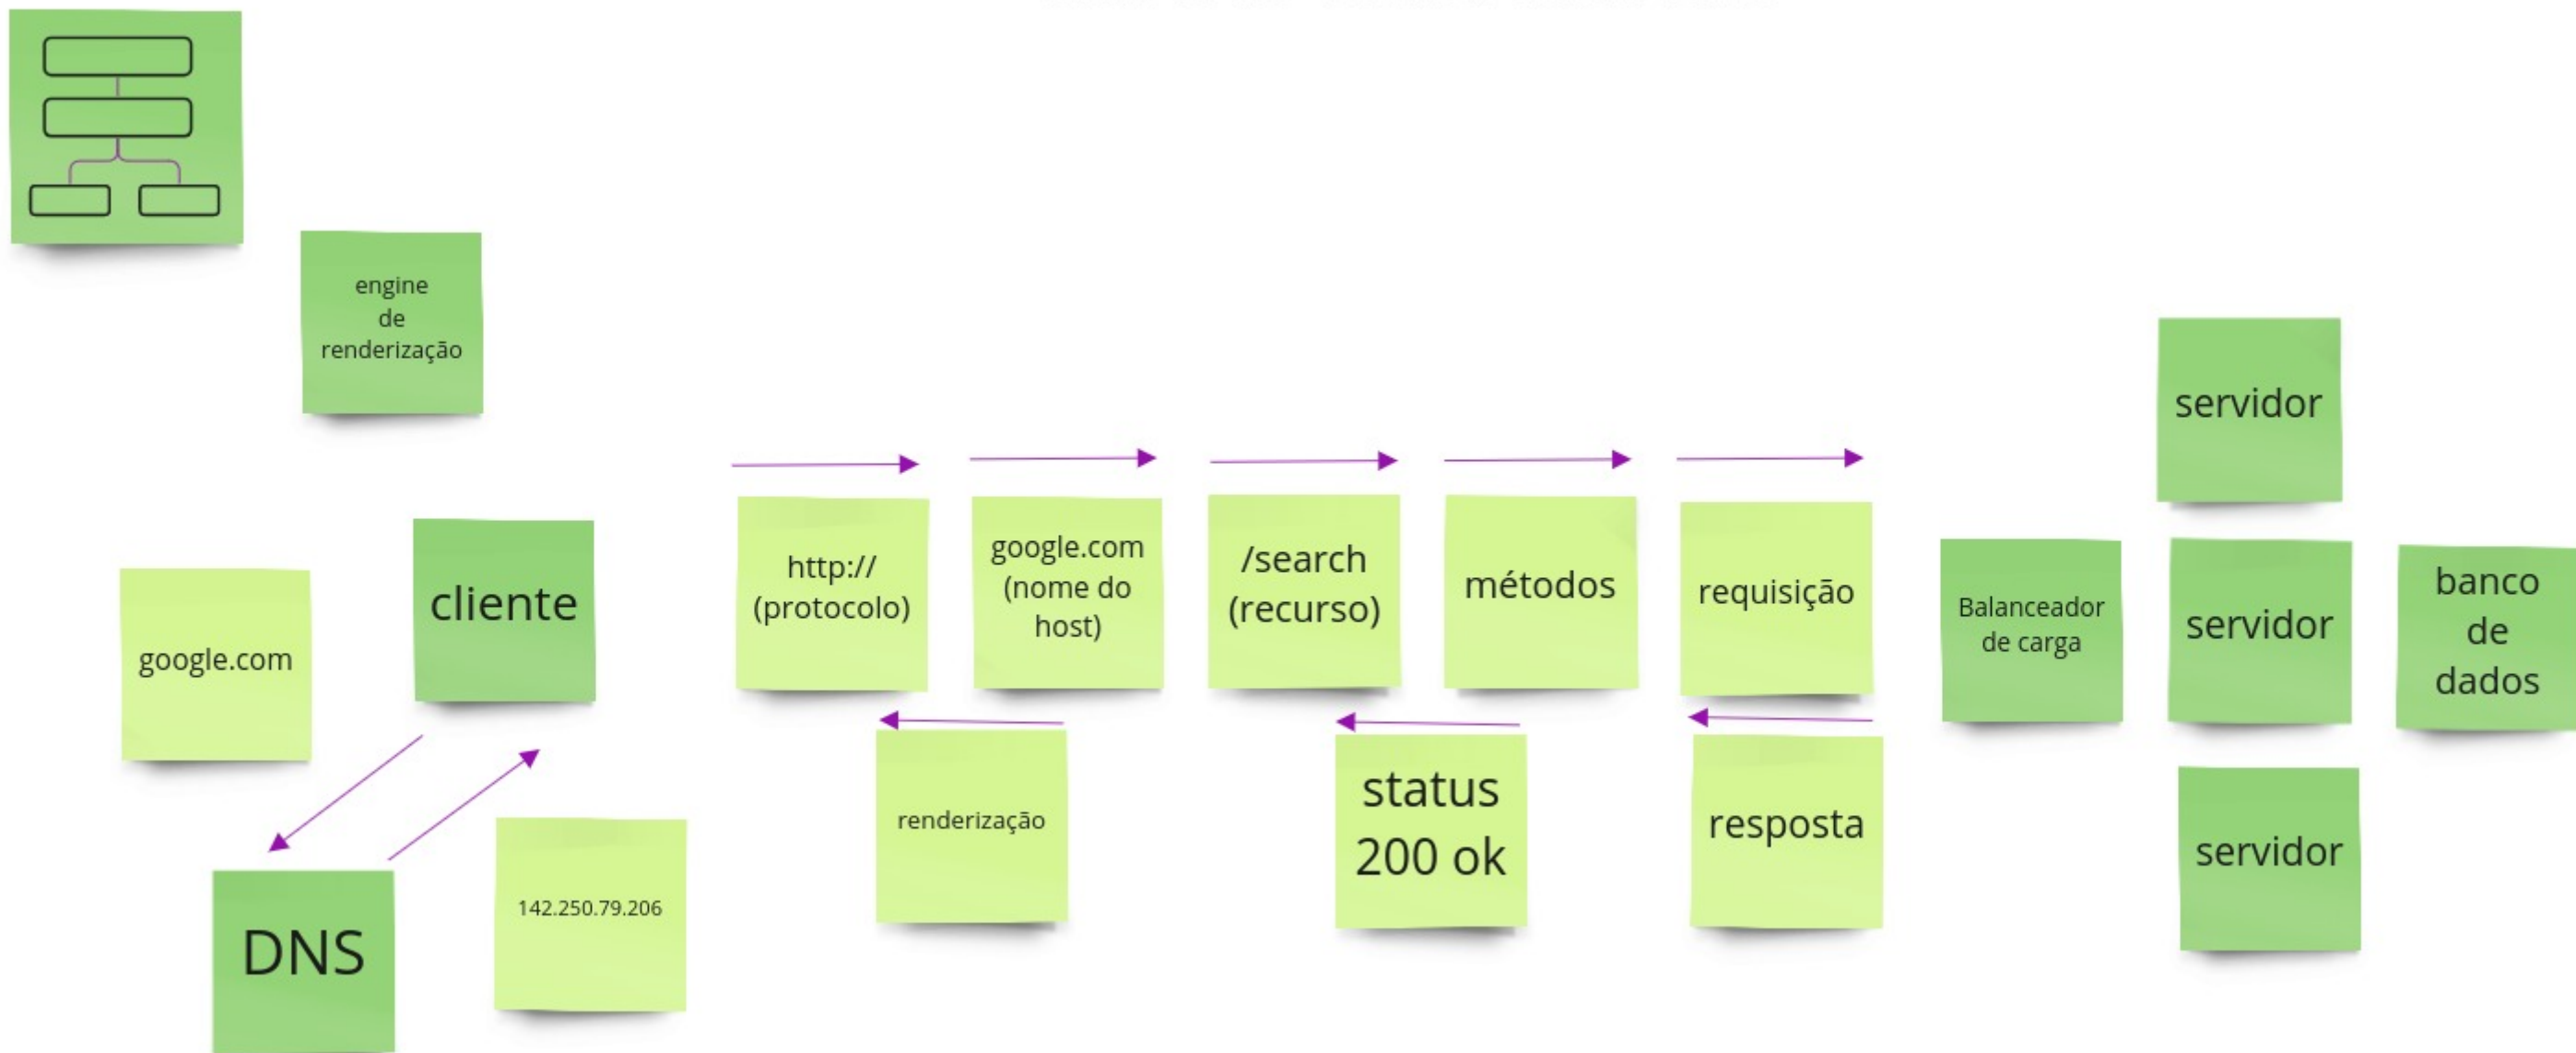 engine
de
renderização
servidor
google.com
cliente
http://
(protocolo)
google.com
(nome do
host)
/search
(recurso)
métodos
requisição
Balanceador
de carga
servidor
banco
de
dados
DNS
142.250.79.206
renderização
status
200 ok
resposta
servidor